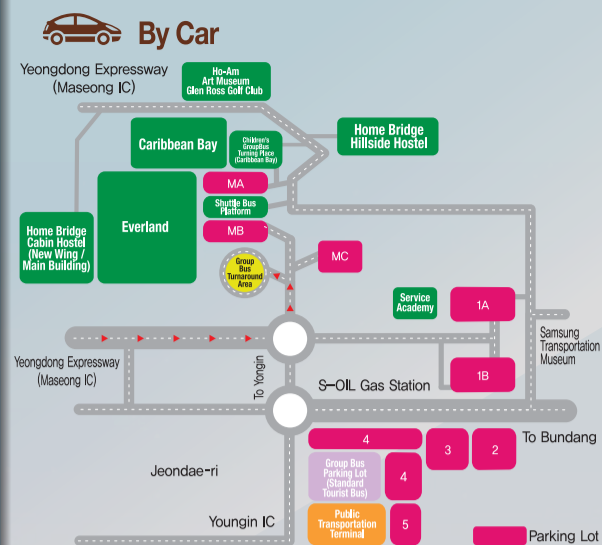 By Car
Yeongdong Expressway
(Maseong IC)
Ho-Am
Art Museum
Glen Ross Golf Club
Caribbean Bay
Children's
GroupBus
Turning Place
(Caribbean Bay)
Home Bridge
Hillside Hostel
MA
Shuttle Bus
Platform
MB
Everland
Home Bridge
Cabin Hostel
(New Wing /
Main Building)
Group
Bus
Turnaround
Area
MC
Service
Academy
1A
Samsung
Transportation
Museum
Yeongdong Expressway
(Maseong IC)
To Yongin
S-OIL Gas Station
1B
4
3
2
To Bundang
Group Bus
Parking Lot
(Standard
Tourist Bus)
4
Jeondae-ri
Public
Transportation
Terminal
5
Youngin IC
Parking Lot